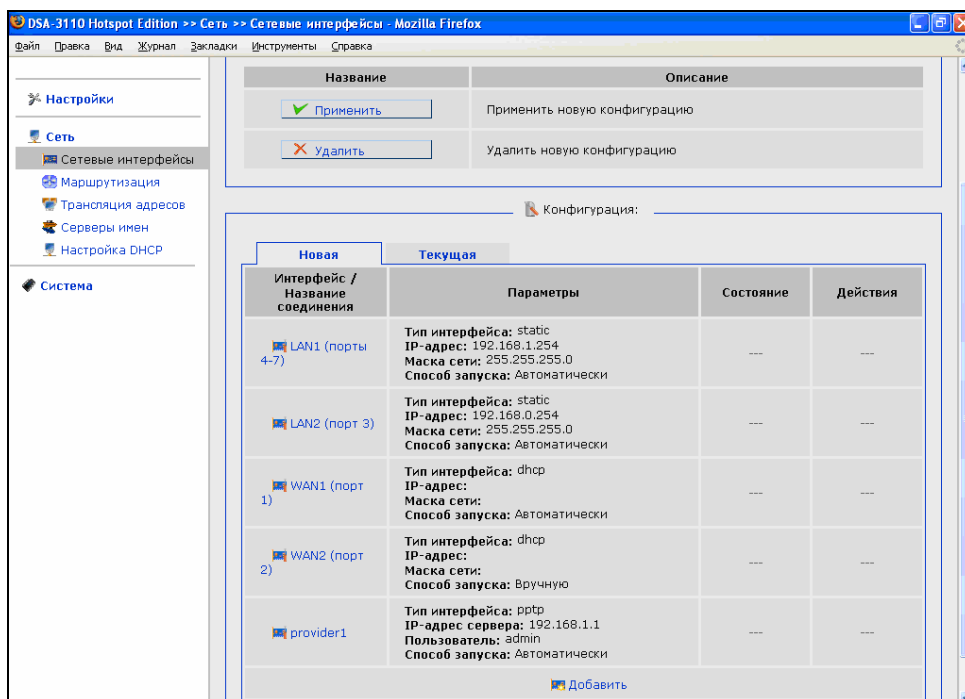 DSA-3110 Hotspot Edition >> Сеть >> Сетевые интерфейсы - Mozilla Firefox
Файл Правка Вид Журнал Закладки Инструменты Справка
Настройки
Сеть
Сетевые интерфейсы
Маршрутизация
Трансляция адресов
Серверы имен
Настройка DHCP
Система
Название Описание
Применить Применить новую конфигурацию
Удалить Удалить новую конфигурацию
Конфигурация:
Новая Текущая
Интерфейс /
Название
соединения
Параметры Состояние Действия
LAN1 (порты
4-7)
Тип интерфейса: static
IP-адрес: 192.168.1.254
Маска сети: 255.255.255.0
Способ запуска: Автоматически
--- ---
LAN2 (порт 3)
Тип интерфейса: static
IP-адрес: 192.168.0.254
Маска сети: 255.255.255.0
Способ запуска: Автоматически
--- ---
WAN1 (порт
1)
Тип интерфейса: dhcp
IP-адрес:
Маска сети:
Способ запуска: Автоматически
--- ---
WAN2 (порт
2)
Тип интерфейса: dhcp
IP-адрес:
Маска сети:
Способ запуска: Вручную
--- ---
provider1
Тип интерфейса: pptp
IP-адрес сервера: 192.168.1.1
Пользователь: admin
Способ запуска: Автоматически
--- ---
Добавить